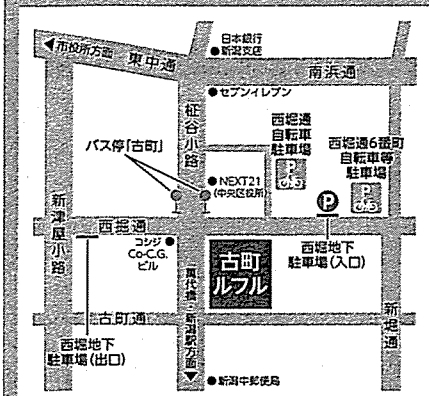 日本銀行
新潟支店
市役所方面
東中通
南浜通
セブンイレブン
柾谷小路
西堀通
自転車
駐車場
西堀通6番町
自転車等
駐車場
バス停「古町」
NEXT21
(中央区役所)
P
P
P
新津屋小路
西堀通
コシジ
Co-C.G.
ビル
古町
ルフル
西堀地下
駐車場(入口)
萬代橋・新潟駅方面
古町通
新堀通
西堀地下
駐車場(出口)
新潟中郵便局